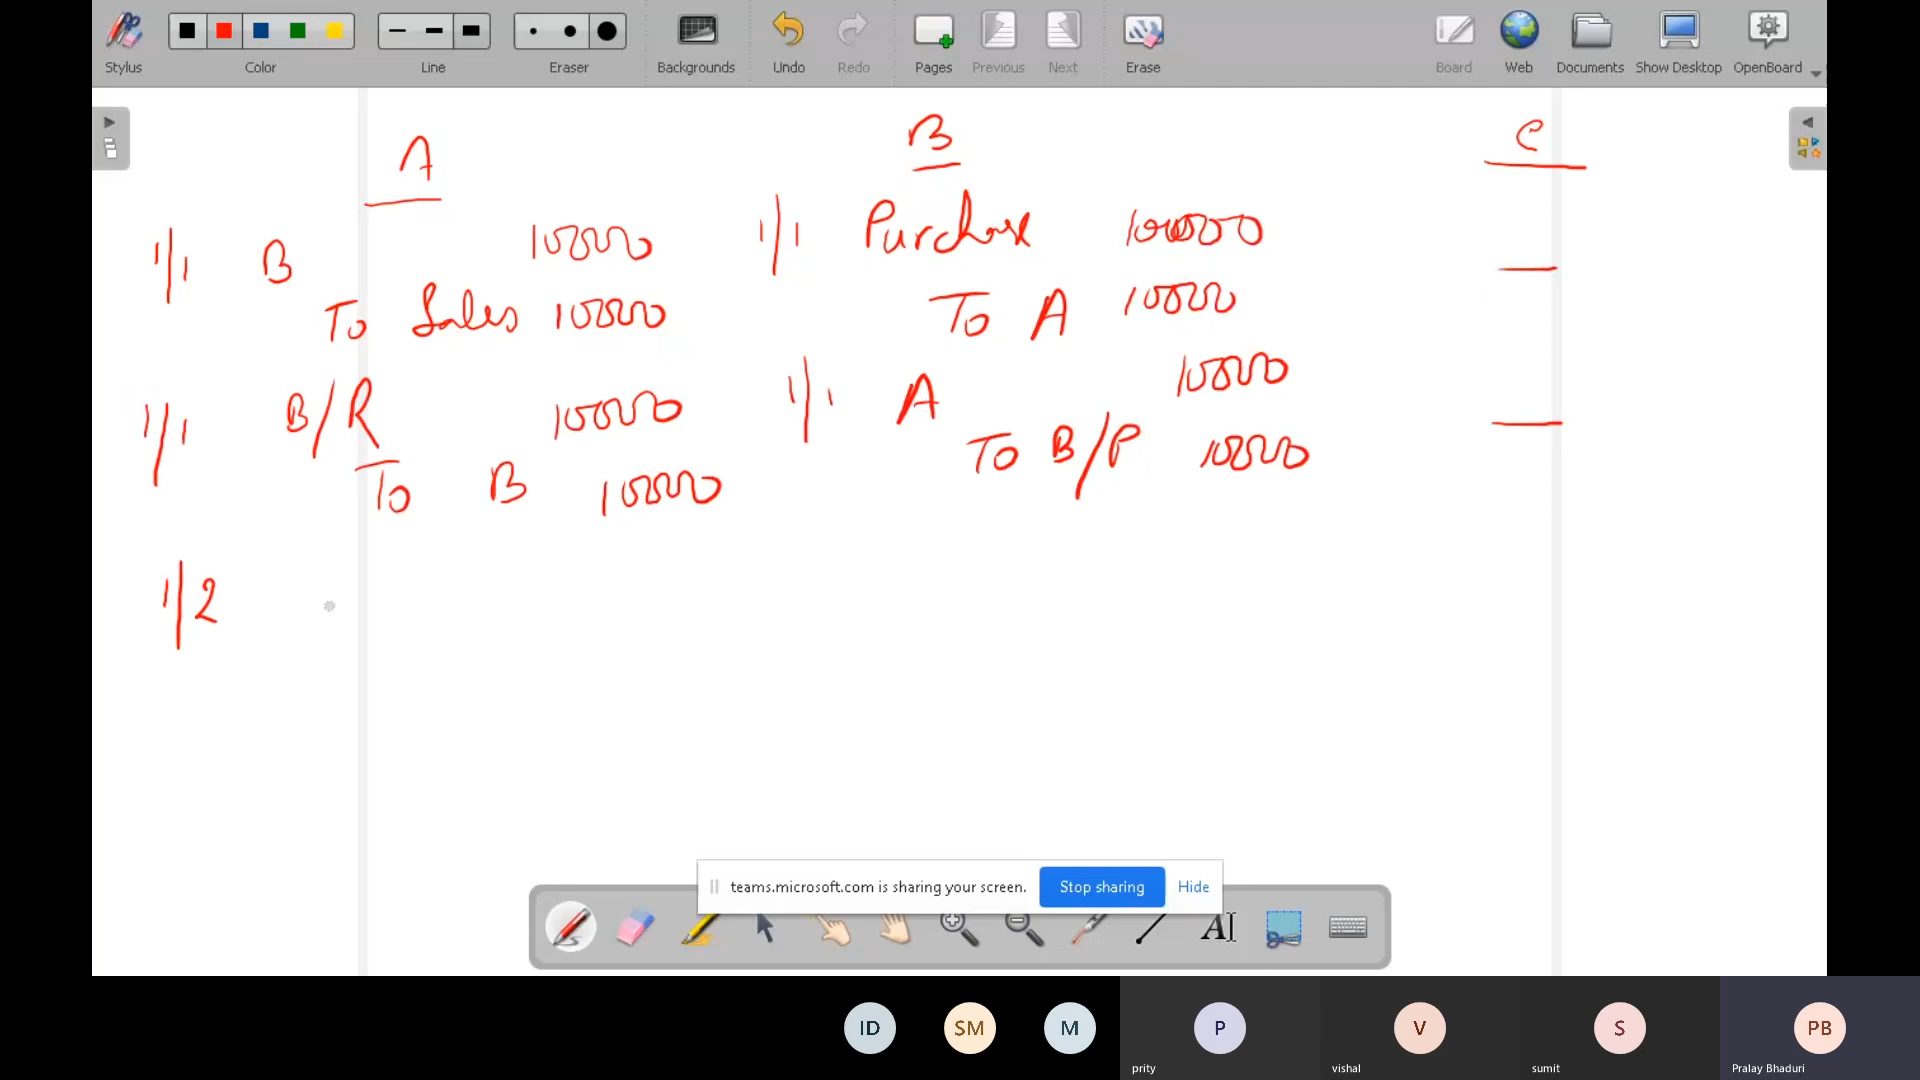 Stylus Color Line Eraser Backgrounds Undo Redo Pages Previous Next Erase Board Web Documents Show Desktop OpenBoard
A B C
1/1 B 10000 1/1 Purchase 10000
To Sales 10000 To A 10000
1/1 B/R 10000 1/1 A 10000
To B 10000 To B/P 10000
1/2
teams.microsoft.com is sharing your screen. Stop sharing Hide
ID SM M P V S PB
prity vishal sumit Pralay Bhaduri